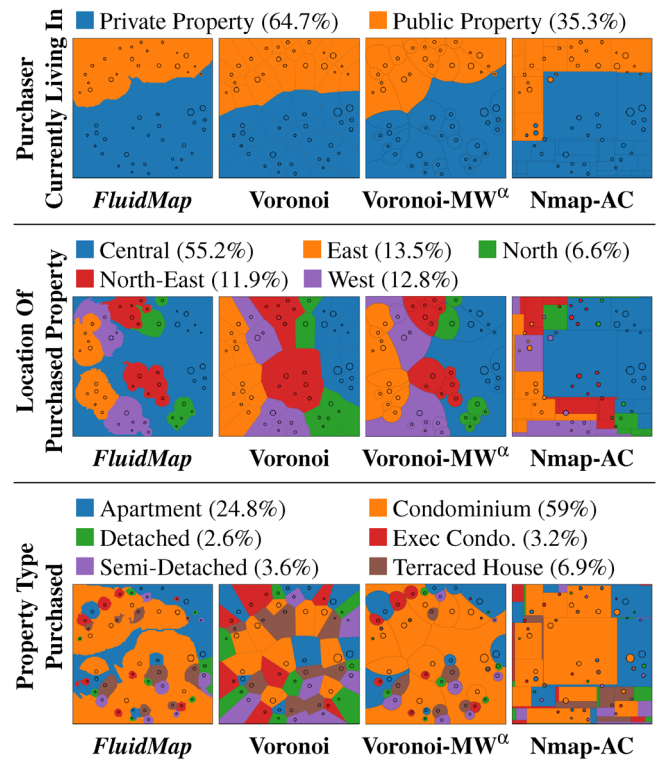 Purchaser
Currently Living In
Private Property (64.7%) Public Property (35.3%)
FluidMap Voronoi Voronoi-MWα Nmap-AC
Location Of
Purchased Property
Central (55.2%) East (13.5%) North (6.6%)
North-East (11.9%) West (12.8%)
FluidMap Voronoi Voronoi-MWα Nmap-AC
Property Type
Purchased
Apartment (24.8%) Condominium (59%)
Detached (2.6%) Exec Condo. (3.2%)
Semi-Detached (3.6%) Terraced House (6.9%)
FluidMap Voronoi Voronoi-MWα Nmap-AC